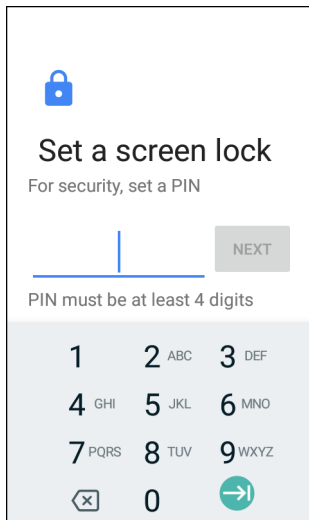 Set a screen lock
For security, set a PIN
NEXT
PIN must be at least 4 digits
1 2 ABC 3 DEF
4 GHI 5 JKL 6 MNO
7 PQRS 8 TUV 9 WXYZ
0